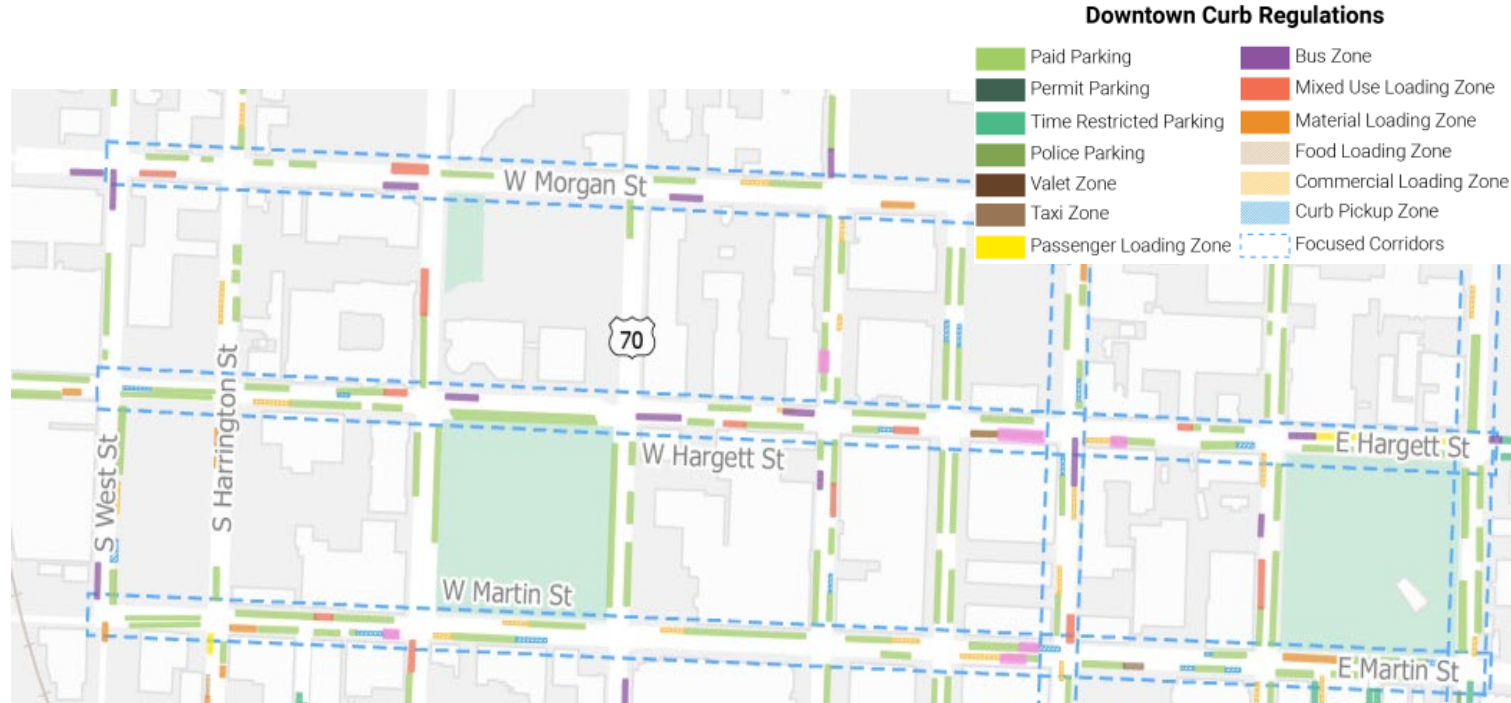 Downtown Curb Regulations
Paid Parking
Permit Parking
Time Restricted Parking
Police Parking
Valet Zone
Taxi Zone
Passenger Loading Zone
Bus Zone
Mixed Use Loading Zone
Material Loading Zone
Food Loading Zone
Commercial Loading Zone
Curb Pickup Zone
Focused Corridors
W Morgan St
70
S Harrington St
S West St
W Hargett St
E Hargett St
W Martin St
E Martin St